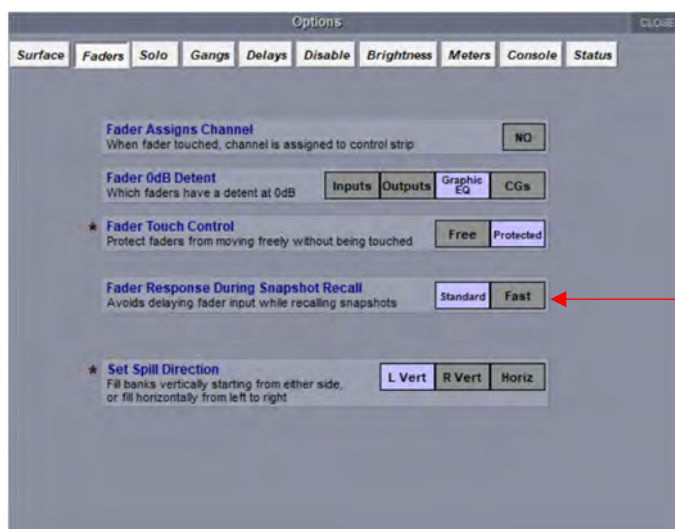 Options CLOSE
Surface Faders Solo Gangs Delays Disable Brightness Meters Console Status
Fader Assigns Channel
When fader touched, channel is assigned to control strip
NO
Fader 0dB Detent
Which faders have a detent at 0dB
Inputs Outputs Graphic EQ CGs
* Fader Touch Control
Protect faders from moving freely without being touched
Free Protected
Fader Response During Snapshot Recall
Avoids delaying fader input while recalling snapshots
Standard Fast
* Set Spill Direction
Fill banks vertically starting from either side,
or fill horizontally from left to right
L Vert R Vert Horiz